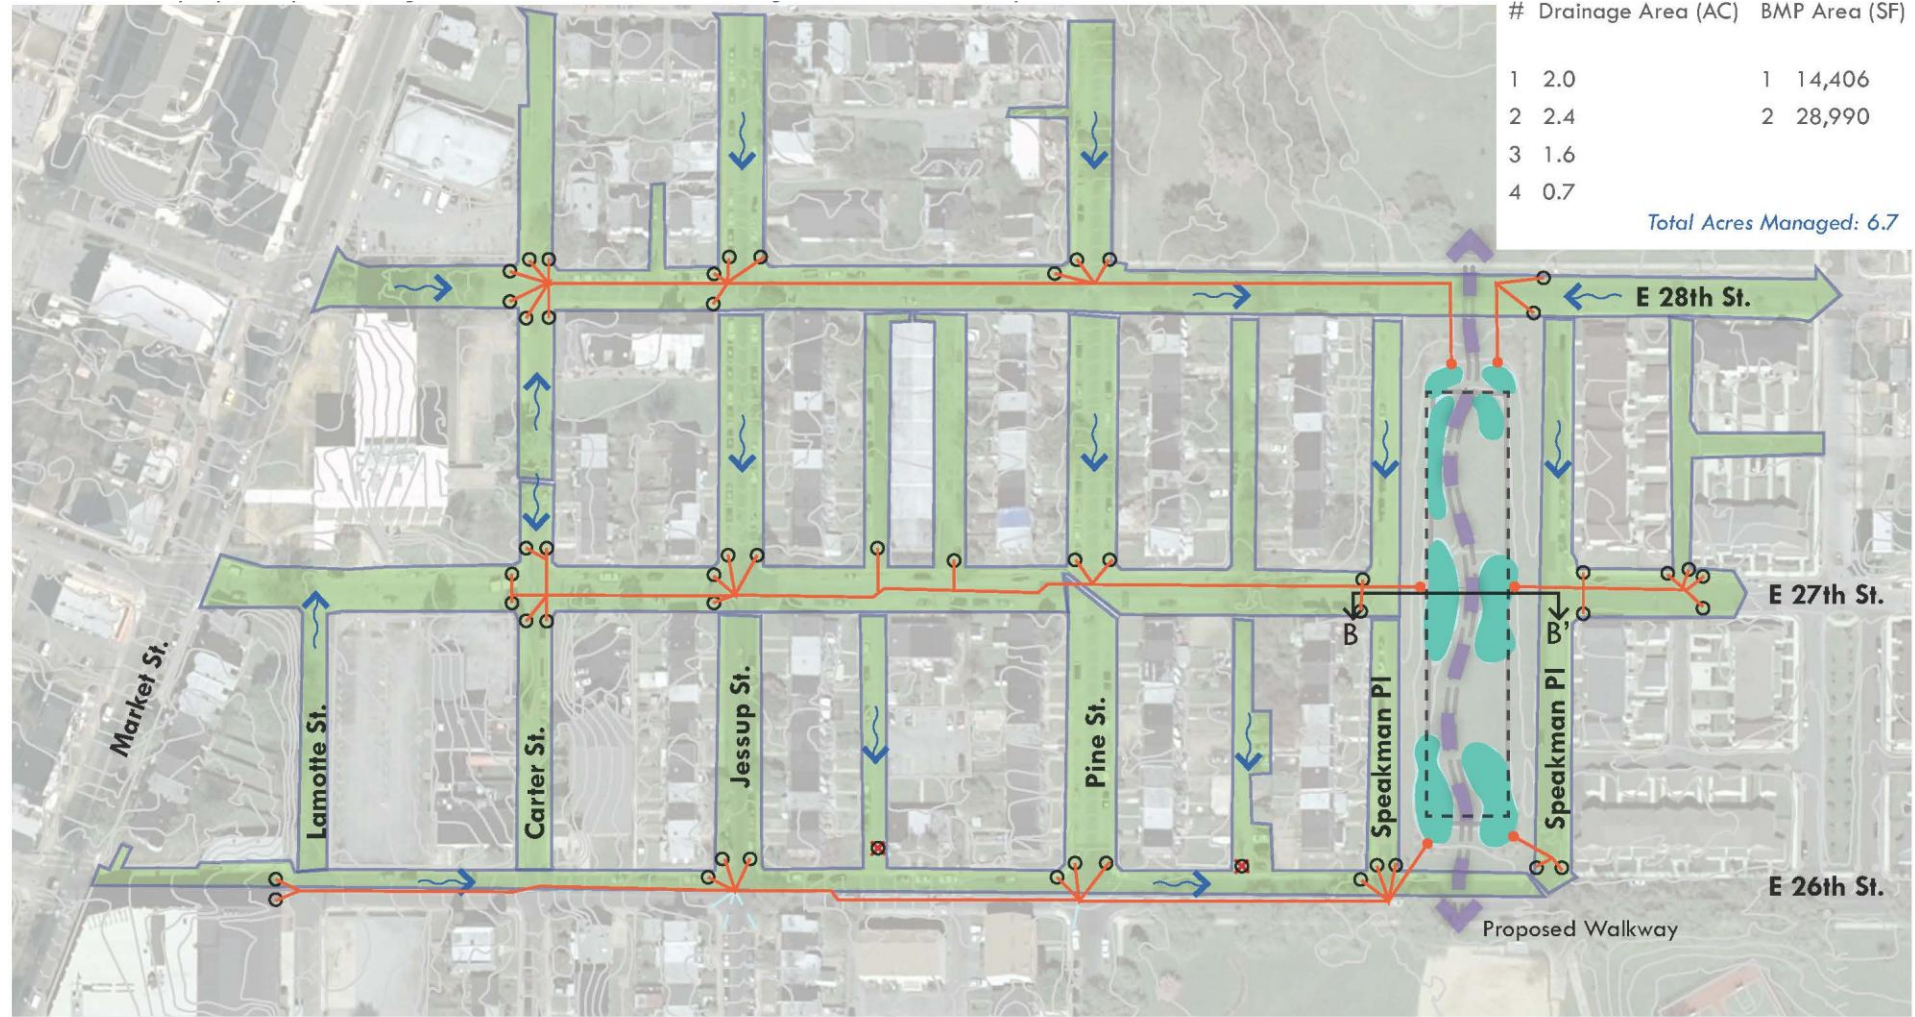 # Drainage Area (AC) BMP Area (SF)
1 2.0 1 14,406
2 2.4 2 28,990
3 1.6
4 0.7
Total Acres Managed: 6.7
E 28th St.
E 27th St.
B B'
Market St.
Lamotte St.
Carter St.
Jessup St.
Pine St.
Speakman Pl
Speakman Pl
E 26th St.
Proposed Walkway